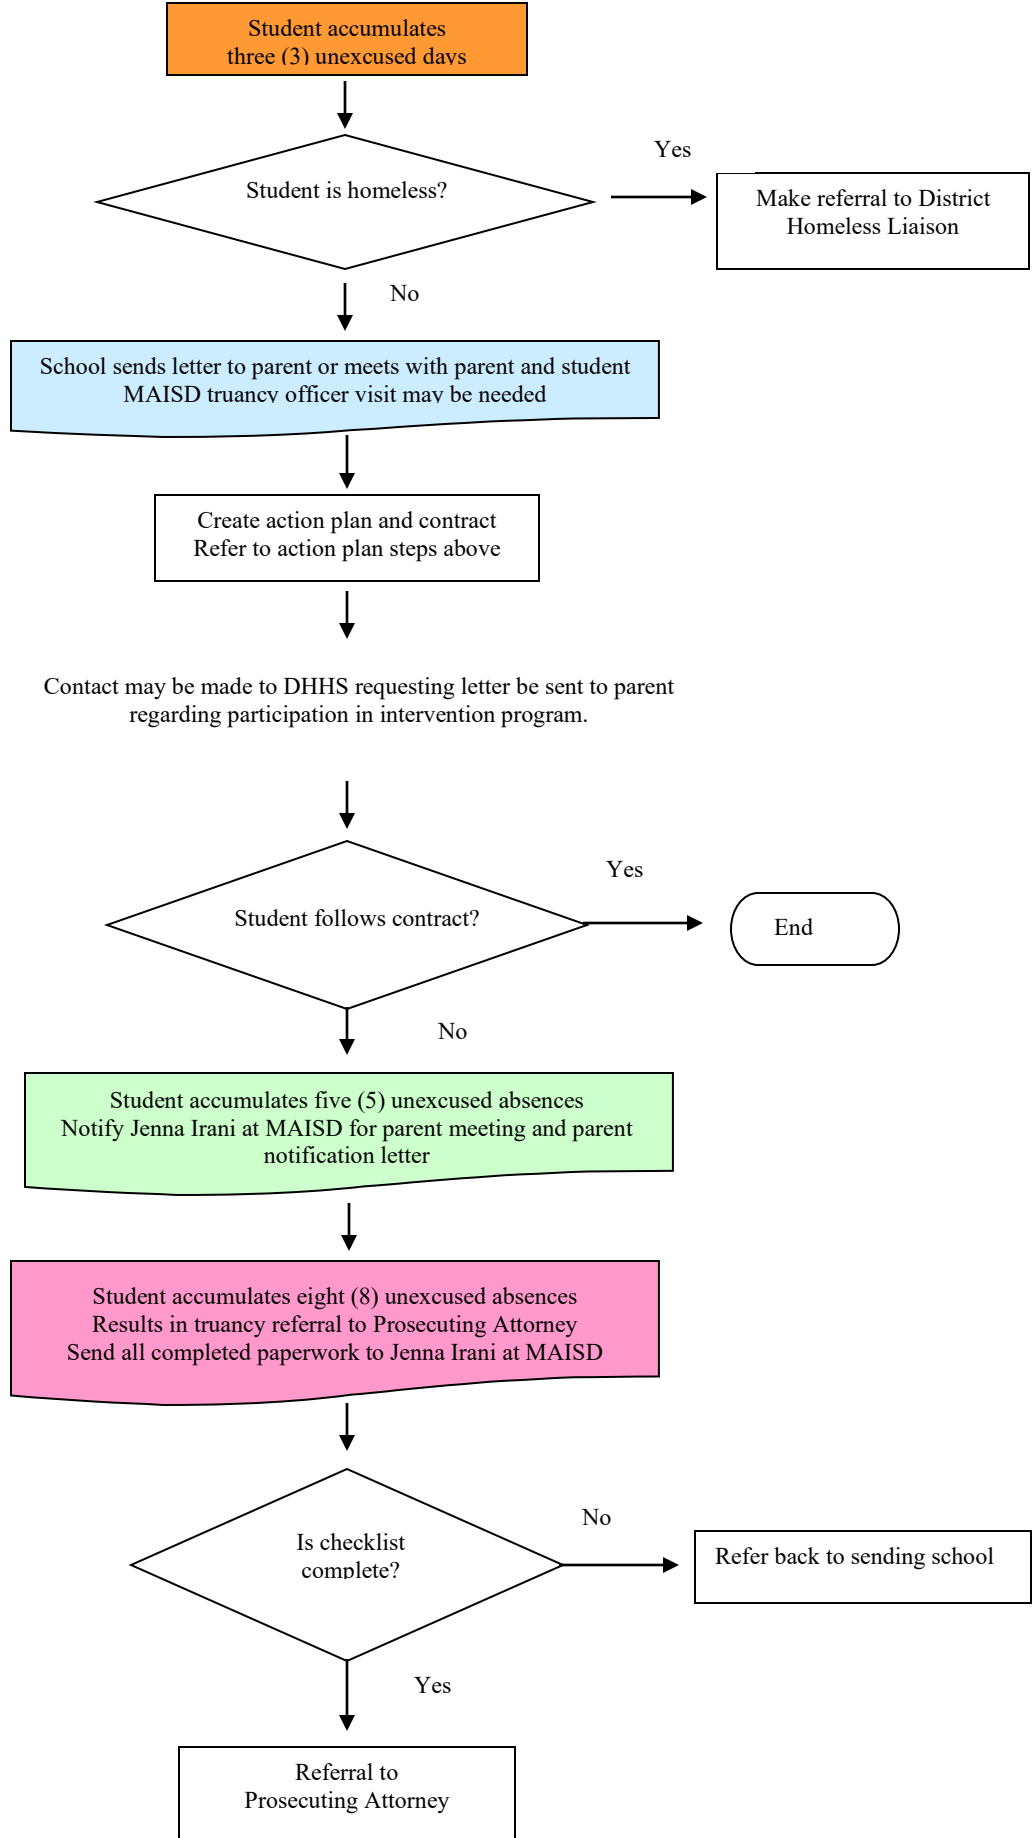 Student accumulates
three (3) unexcused days
Yes
Student is homeless?
Make referral to District
Homeless Liaison
No
School sends letter to parent or meets with parent and student
MAISD truancy officer visit may be needed
Create action plan and contract
Refer to action plan steps above
Contact may be made to DHHS requesting letter be sent to parent
regarding participation in intervention program.
Yes
Student follows contract?
End
No
Student accumulates five (5) unexcused absences
Notify Jenna Irani at MAISD for parent meeting and parent
notification letter
Student accumulates eight (8) unexcused absences
Results in truancy referral to Prosecuting Attorney
Send all completed paperwork to Jenna Irani at MAISD
No
Is checklist
complete?
Refer back to sending school
Yes
Referral to
Prosecuting Attorney